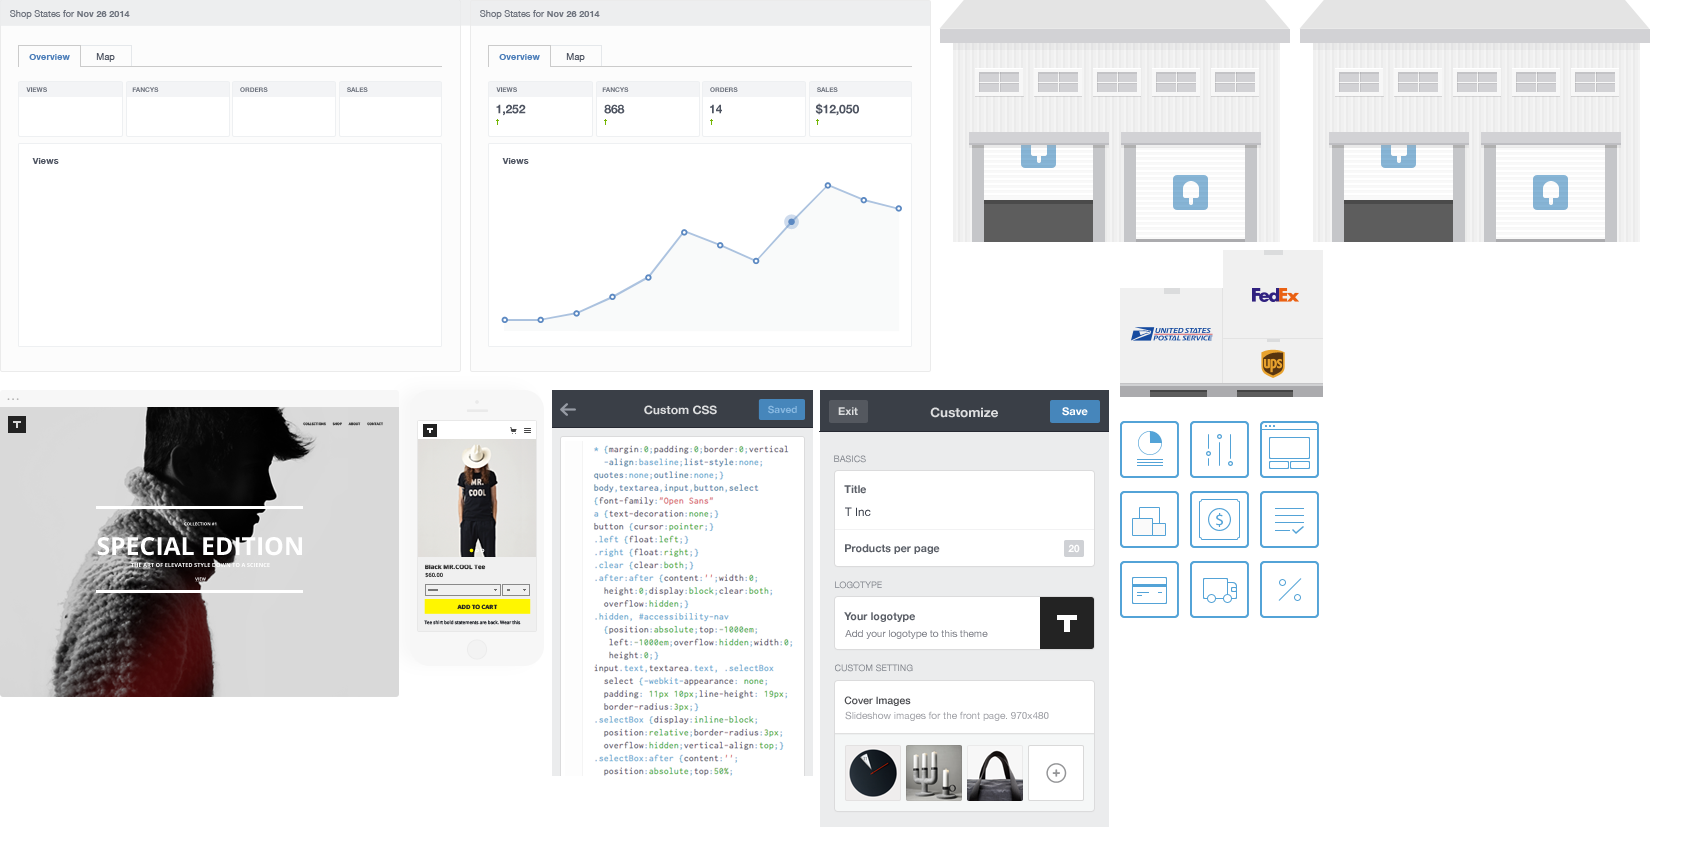 Shop States for Nov 26 2014
Overview Map
VIEWS FANCYS ORDERS SALES
Views
Shop States for Nov 26 2014
Overview Map
VIEWS FANCYS ORDERS SALES
1,252 868 14 $12,050
Views
FedEx
UNITED STATES
POSTAL SERVICE
ups
T
COLLECTIONS SHOP ABOUT CONTACT
COLLECTION #1
SPECIAL EDITION
THE ART OF ELEVATED STYLE DOWN TO A SCIENCE
VIEW
T
MR.
COOL
Black MR.COOL Tee
$60.00
ADD TO CART
Tee shirt bold statements are back. Wear this
Custom CSS Saved
* {margin:0;padding:0;border:0;vertical
-align:baseline;list-style:none;
quotes:none;outline:none;}
body,textarea,input,button,select
{font-family:"Open Sans"
a {text-decoration:none;}
button {cursor:pointer;}
.left {float:left;}
.right {float:right;}
.clear {clear:both;}
.after:after {content:'';width:0;
height:0;display:block;clear:both;
overflow:hidden;}
.hidden, #accessibility-nav
{position:absolute;top:-1000em;
left:-1000em;overflow:hidden;width:0;
height:0;}
input.text,textarea.text, .selectBox
select {-webkit-appearance: none;
padding: 11px 10px;line-height: 19px;
border-radius:3px;}
.selectBox {display:inline-block;
position:relative;border-radius:3px;
overflow:hidden;vertical-align:top;}
.selectBox:after {content:'';
position:absolute;top:50%;
Exit Customize Save
BASICS
Title
T Inc
Products per page 20
LOGOTYPE
Your logotype
Add your logotype to this theme
T
CUSTOM SETTING
Cover Images
Slideshow images for the front page. 970x480
$
%